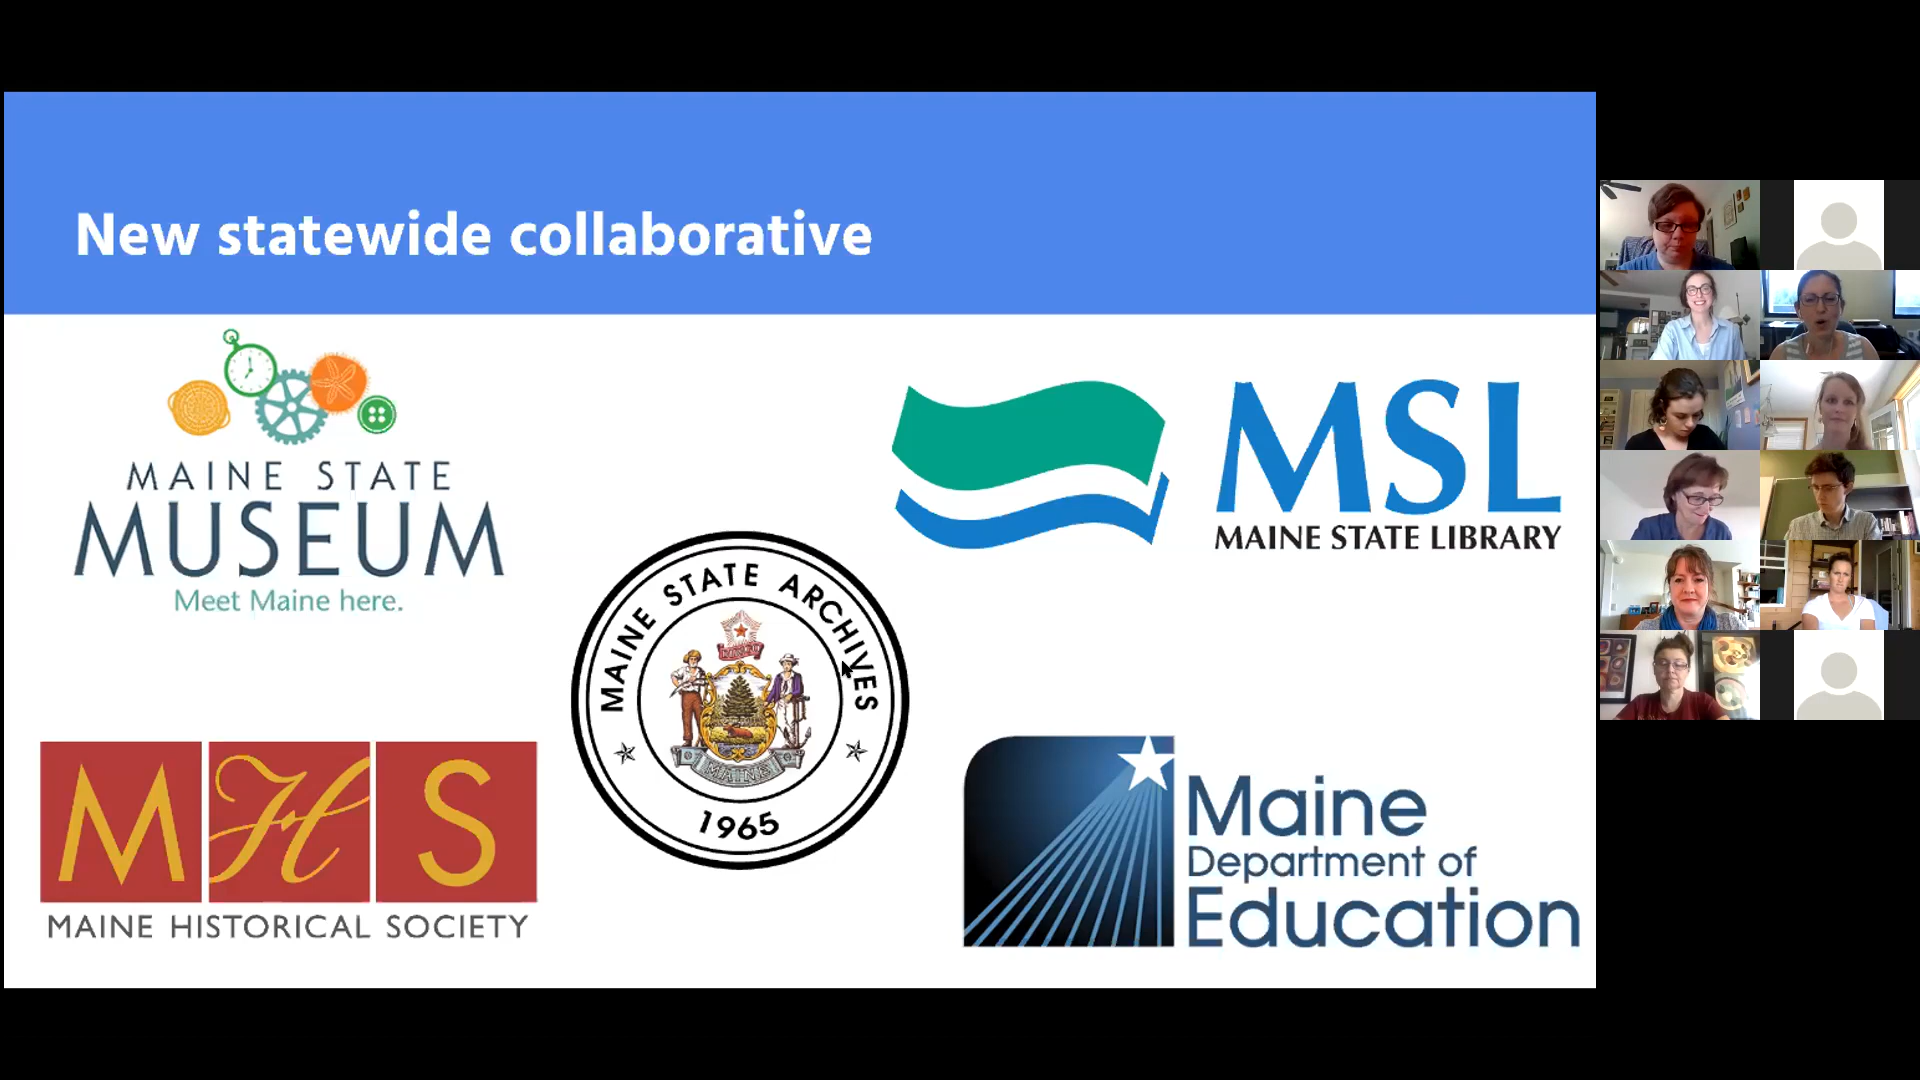 New statewide collaborative
MAINE STATE
MUSEUM
Meet Maine here.
MSL
MAINE STATE LIBRARY
MAINE STATE ARCHIVES
MAINE
1965
MHS
MAINE HISTORICAL SOCIETY
Maine
Department of
Education